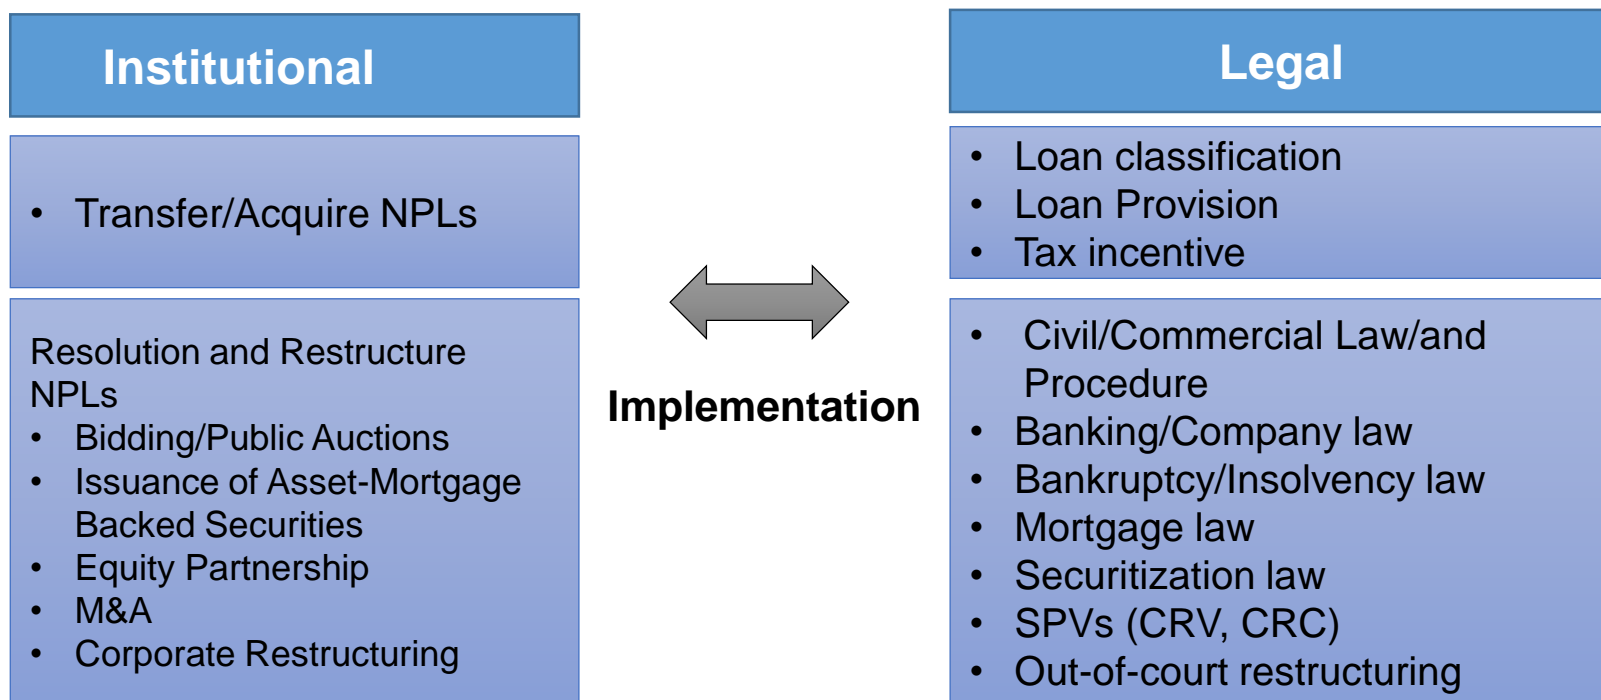 Institutional
• Transfer/Acquire NPLs
Resolution and Restructure
NPLs
• Bidding/Public Auctions
• Issuance of Asset-Mortgage
Backed Securities
• Equity Partnership
• M&A
• Corporate Restructuring
Implementation
Legal
• Loan classification
• Loan Provision
• Tax incentive
• Civil/Commercial Law/and
Procedure
• Banking/Company law
• Bankruptcy/Insolvency law
• Mortgage law
• Securitization law
• SPVs (CRV, CRC)
• Out-of-court restructuring